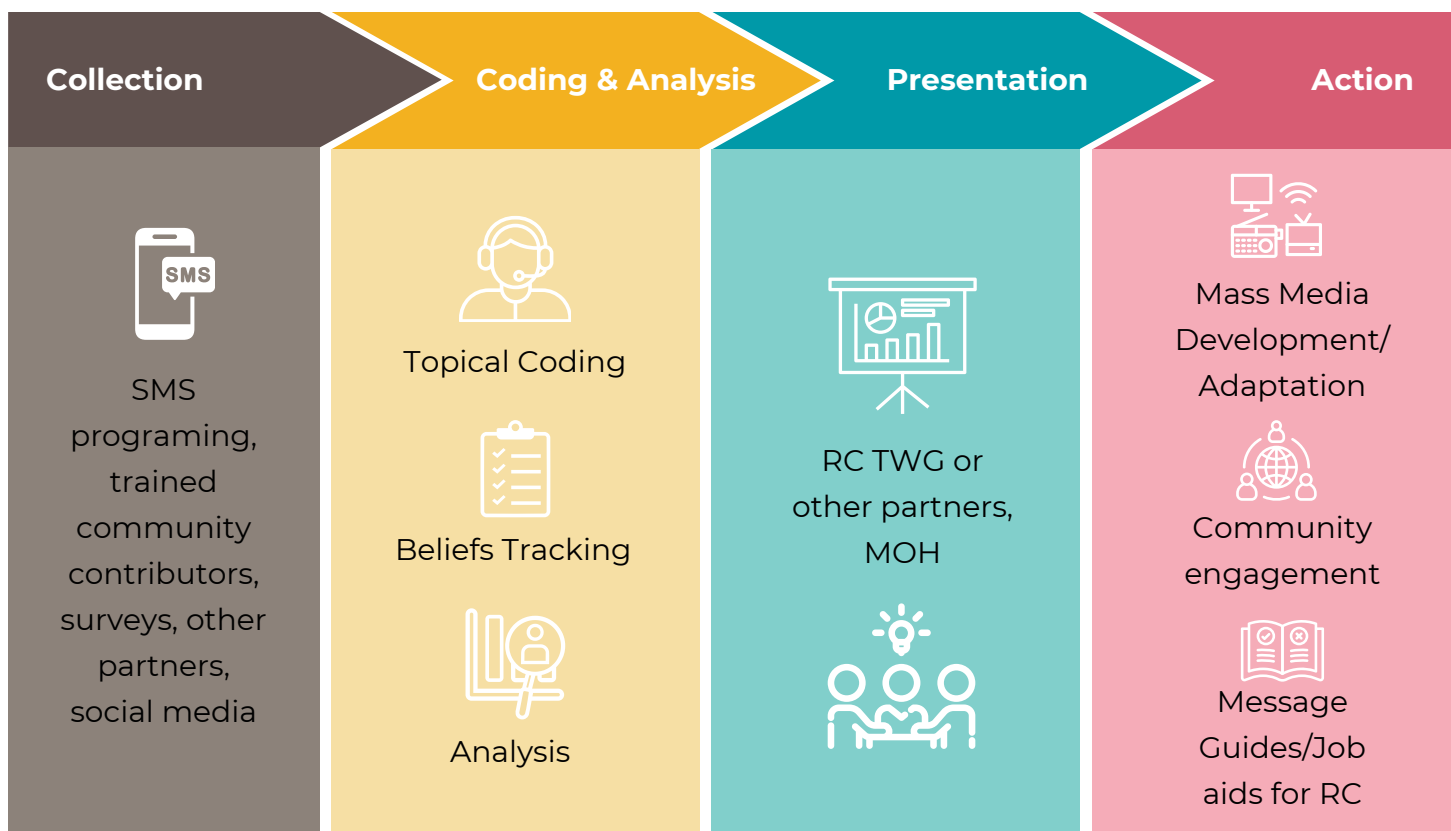 Collection
SMS
SMS
programing,
trained
community
contributors,
surveys, other
partners,
social media
Coding & Analysis
Topical Coding
Beliefs Tracking
Analysis
Presentation
RC TWG or
other partners,
MOH
Action
Mass Media
Development/
Adaptation
Community
engagement
Message
Guides/Job
aids for RC